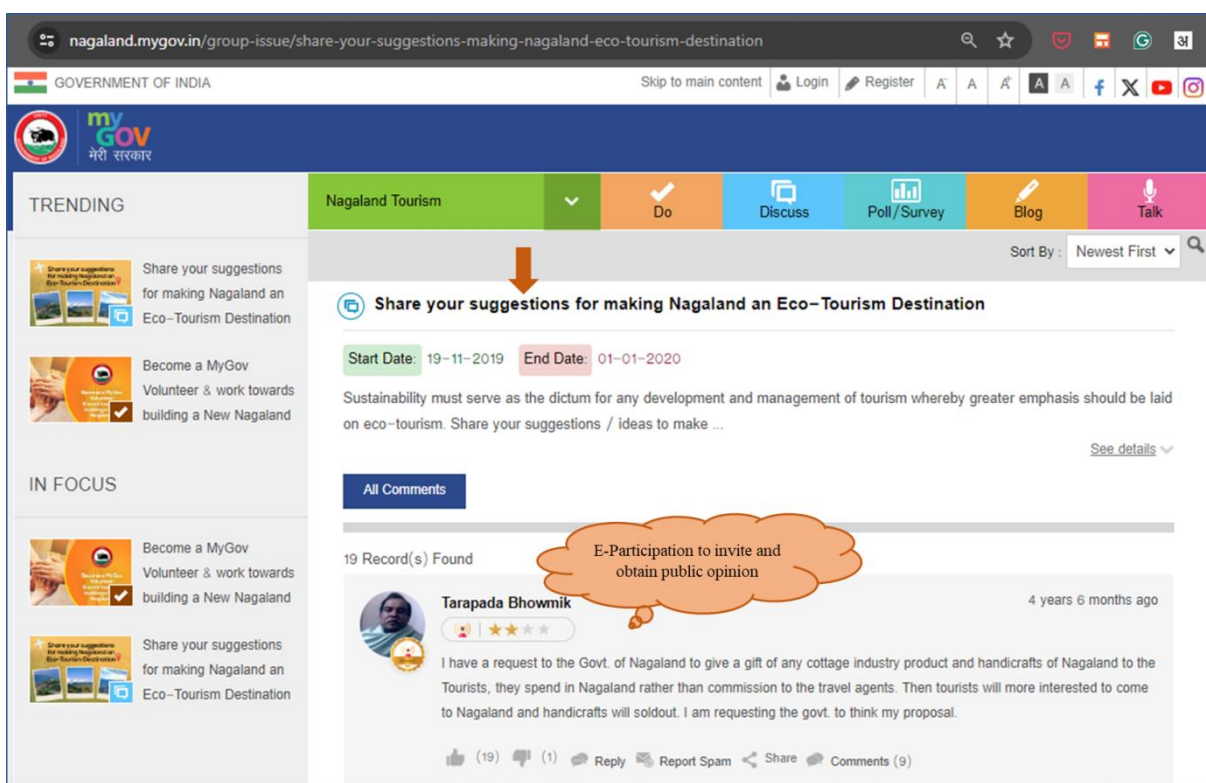 nagaland.mygov.in/group-issue/share-your-suggestions-making-nagaland-eco-tourism-destination
अ
GOVERNMENT OF INDIA
Skip to main content Login Register A- A A+ A A
my
GOV
मेरी सरकार
TRENDING
Nagaland Tourism
Do
Discuss
Poll/Survey
Blog
Talk
Sort By : Newest First
Share your suggestions
for making Nagaland an
Eco-Tourism Destination
Become a MyGov
Volunteer & work towards
building a New Nagaland
IN FOCUS
Become a MyGov
Volunteer & work towards
building a New Nagaland
Share your suggestions
for making Nagaland an
Eco-Tourism Destination
Share your suggestions for making Nagaland an Eco-Tourism Destination
Start Date: 19-11-2019 End Date: 01-01-2020
Sustainability must serve as the dictum for any development and management of tourism whereby greater emphasis should be laid
on eco-tourism. Share your suggestions / ideas to make ...
See details
All Comments
19 Record(s) Found
E-Participation to invite and
obtain public opinion
Tarapada Bhowmik
4 years 6 months ago
I have a request to the Govt. of Nagaland to give a gift of any cottage industry product and handicrafts of Nagaland to the
Tourists, they spend in Nagaland rather than commission to the travel agents. Then tourists will more interested to come
to Nagaland and handicrafts will soldout. I am requesting the govt. to think my proposal.
(19) (1) Reply Report Spam Share Comments (9)